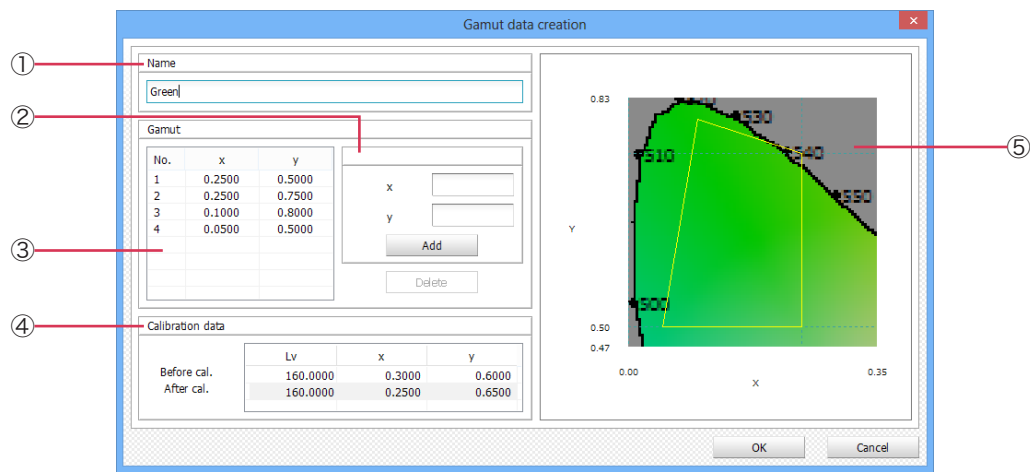 Gamut data creation
①
Name
Green
②
Gamut
No. x y
1 0.2500 0.5000
2 0.2500 0.7500
3 0.1000 0.8000
4 0.0500 0.5000
③
x
y
Add
Delete
④
Calibration data
Lv x y
Before cal. 160.0000 0.3000 0.6000
After cal. 160.0000 0.2500 0.6500
0.83
530
510
540
⑤
550
Y
500
0.50
0.47
0.00
0.35
X
OK
Cancel